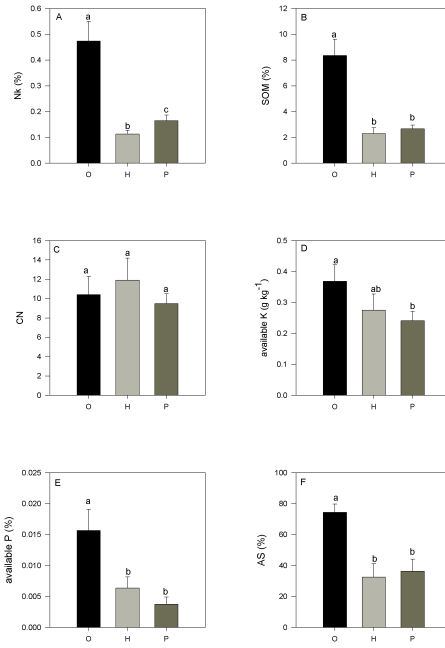 A
Nk (%)
0.6
0.5
0.4
0.3
0.2
0.1
0.0
a
b
c
O H P
B
SOM (%)
12
10
8
6
4
2
0
a
b
b
O H P
C
CN
16
14
12
10
8
6
4
2
0
a
a
a
O H P
D
available K (g kg⁻¹)
0.5
0.4
0.3
0.2
0.1
0.0
a
ab
b
O H P
E
available P (%)
0.025
0.020
0.015
0.010
0.005
0.000
a
b
b
O H P
F
AS (%)
100
80
60
40
20
0
a
b
b
O H P